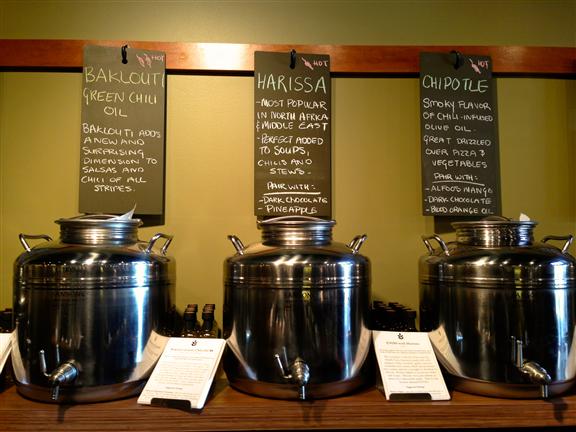 HOT
BAKLOUTI
GREEN CHILI
OIL
BAKLOUTI ADDS
A NEW AND
SURPRISING
DIMENSION TO
SALSAS AND
CHILI OF ALL
STRIPES.
HOT
HARISSA
-MOST POPULAR
IN NORTH AFRICA
& MIDDLE EAST
-PERFECT ADDED
TO SOUPS,
CHILIS AND
STEWS.
PAIR WITH:
-DARK CHOCOLATE
-PINEAPPLE
HOT
CHIPOTLE
SMOKY FLAVOR
OF CHILI-INFUSED
OLIVE OIL.
GREAT DRIZZLED
OVER PIZZA &
VEGETABLES
PAIR WITH:
-ALFOOS MANGO
-DARK CHOCOLATE
-BLOOD ORANGE OIL